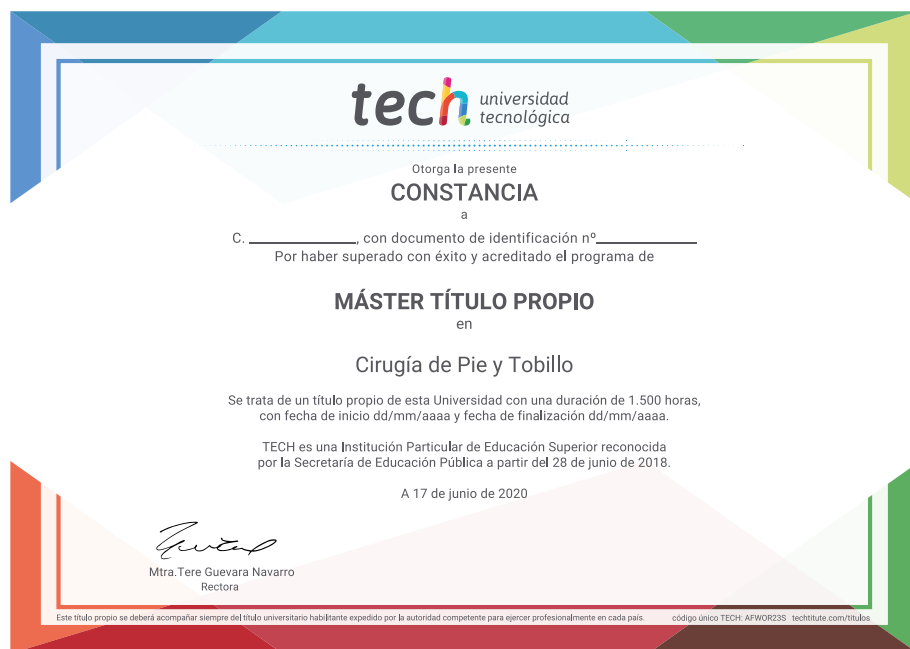 tech universidad
tecnológica
Otorga la presente
CONSTANCIA
a
C. ____________, con documento de identificación nº____________
Por haber superado con éxito y acreditado el programa de
MÁSTER TÍTULO PROPIO
en
Cirugía de Pie y Tobillo
Se trata de un título propio de esta Universidad con una duración de 1.500 horas,
con fecha de inicio dd/mm/aaaa y fecha de finalización dd/mm/aaaa.
TECH es una Institución Particular de Educación Superior reconocida
por la Secretaría de Educación Pública a partir del 28 de junio de 2018.
A 17 de junio de 2020
Mtra.Tere Guevara Navarro
Rectora
Este título propio se deberá acompañar siempre del título universitario habilitante expedido por la autoridad competente para ejercer profesionalmente en cada país. código único TECH: AFWOR23S techtitute.com/titulos